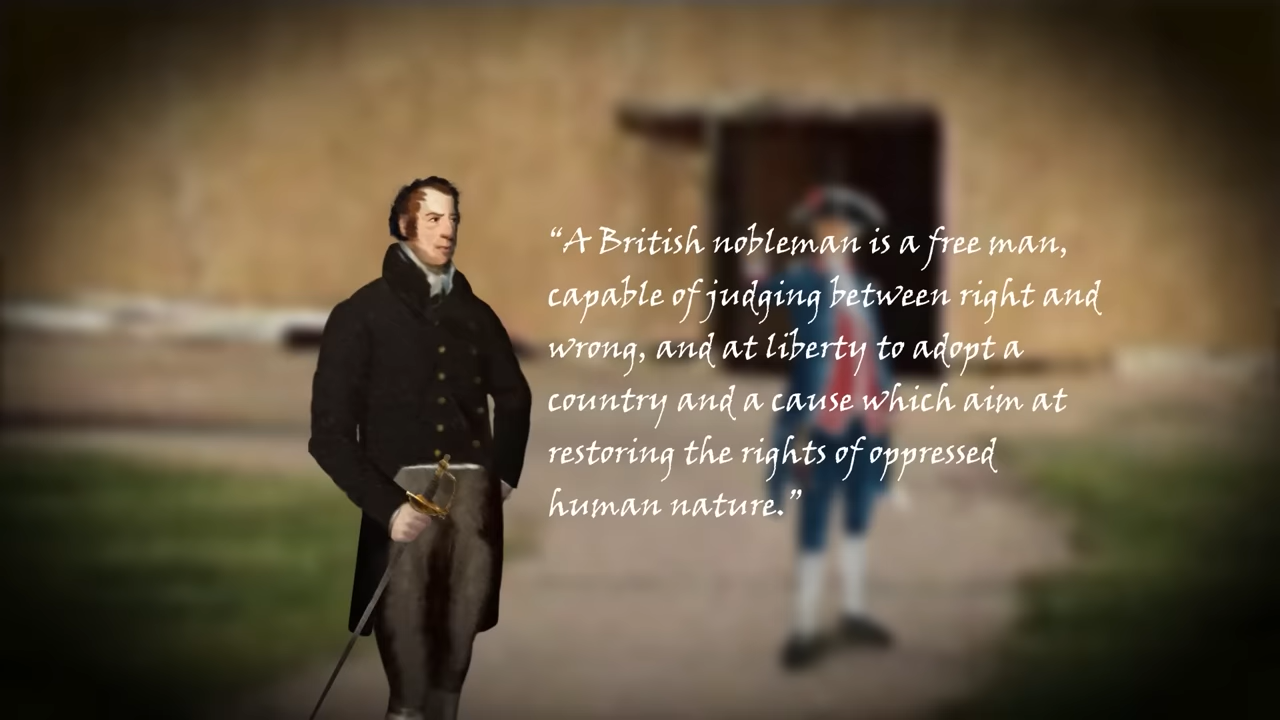 “A British nobleman is a free man,
capable of judging between right and
wrong, and at liberty to adopt a
country and a cause which aim at
restoring the rights of oppressed
human nature.”